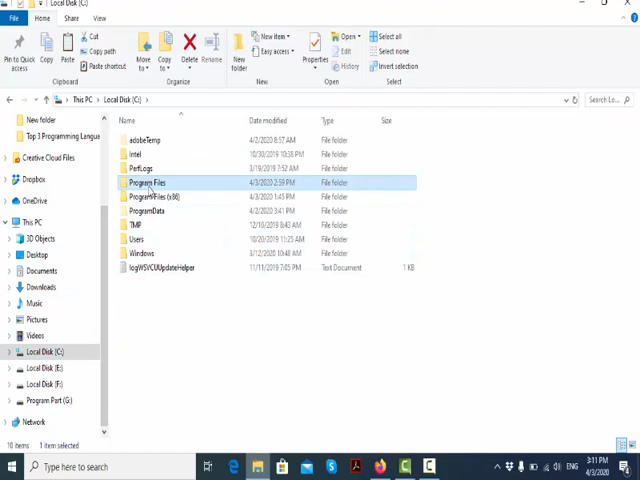 Local Disk (C:)
File Home Share View
Pin to Quick Access
Copy
Paste
Cut
Copy path
Paste shortcut
Move to
Copy to
Delete
Rename
New folder
New item
Easy access
Properties
Open
Edit
History
Select all
Select none
Invert selection
Clipboard Organize New Open Select
This PC › Local Disk (C:) ›
Search Lo...
Name Date modified Type Size
New folder
Top 3 Programming Langua
Creative Cloud Files
Dropbox
OneDrive
This PC
3D Objects
Desktop
Documents
Downloads
Music
Pictures
Videos
Local Disk (C:)
Local Disk (E:)
Local Disk (F:)
Program Part (G:)
Network
adobeTemp 4/2/2020 8:57 AM File folder
Intel 10/30/2019 10:38 PM File folder
PerfLogs 3/19/2019 7:52 AM File folder
Program Files 4/3/2020 2:59 PM File folder
Program Files (x86) 4/3/2020 1:45 PM File folder
ProgramData 4/2/2020 3:41 PM File folder
TMP 12/16/2019 8:43 AM File folder
Users 10/20/2019 11:25 AM File folder
Windows 3/12/2020 10:48 AM File folder
logWSVCUUpdateHelper 11/11/2019 7:05 PM Text Document 1 KB
10 items 1 item selected
Type here to search
ENG
3:11 PM
4/3/2020